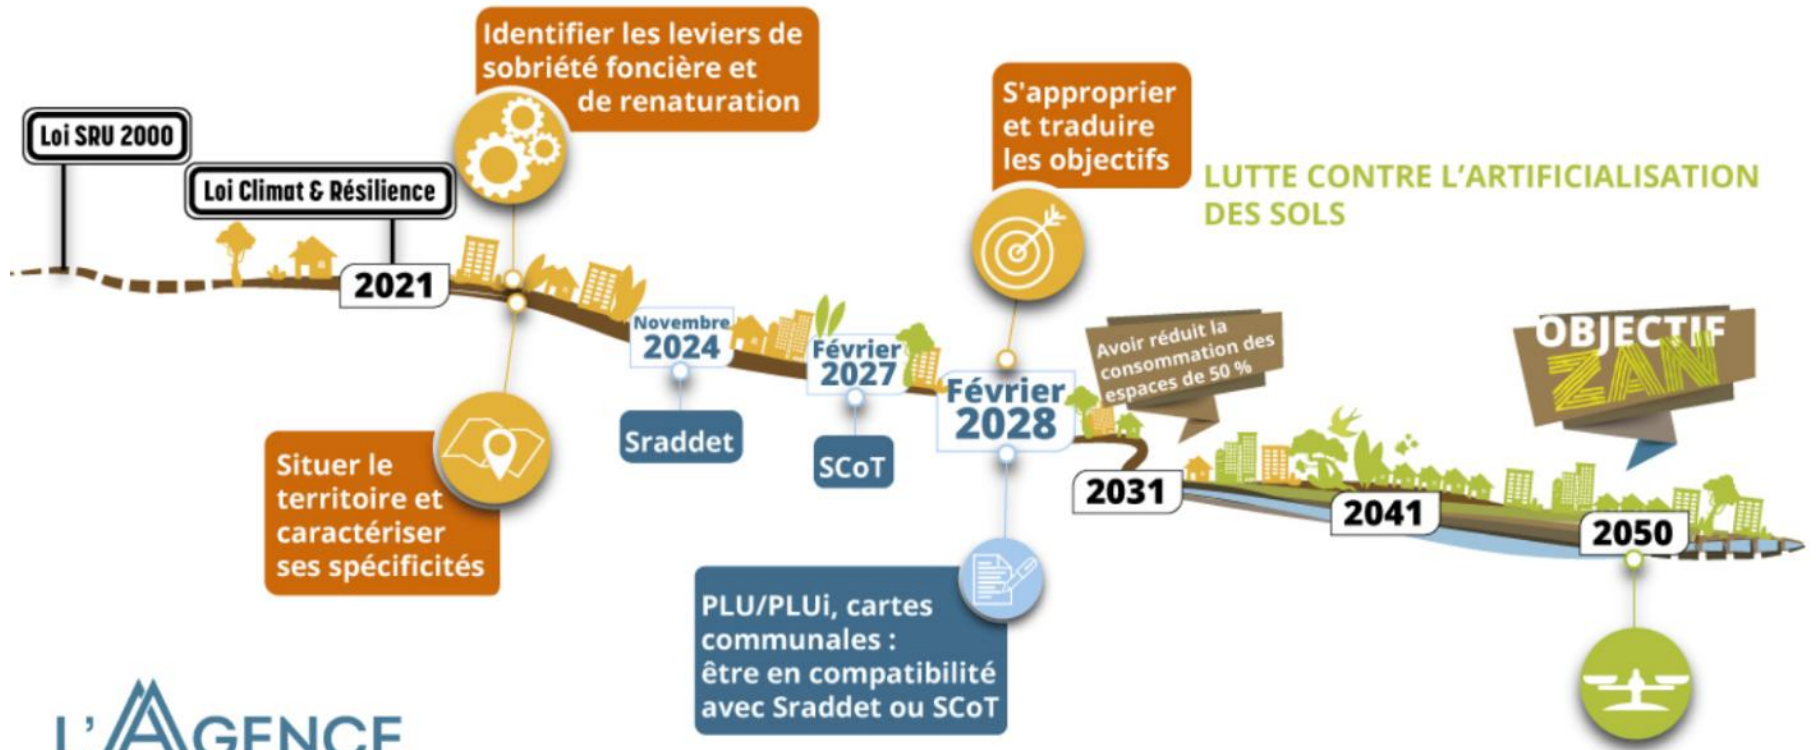 Identifier les leviers de
sobriété foncière et
de renaturation
Loi SRU 2000
Loi Climat & Résilience
S'approprier
et traduire
les objectifs
LUTTE CONTRE L'ARTIFICIALISATION
DES SOLS
2021
Novembre
2024
Sraddet
Février
2027
SCoT
Février
2028
Avoir réduit la
consommation des
espaces de 50 %
OBJECTIF
ZAN
Situer le
territoire et
caractériser
ses spécificités
2031
2041
2050
PLU/PLUi, cartes
communales :
être en compatibilité
avec Sraddet ou SCoT
L'AGENCE